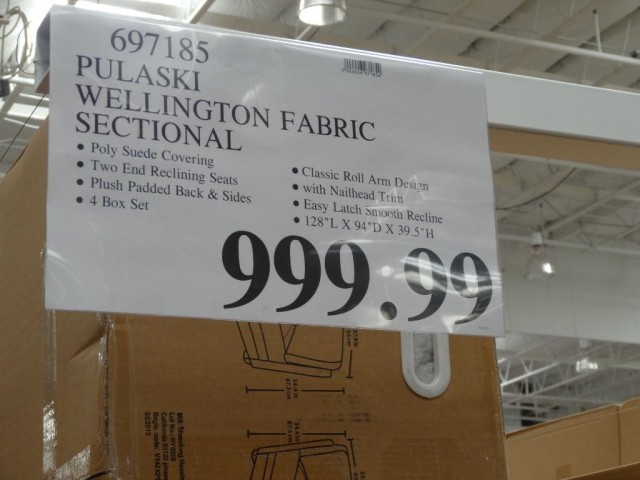 697185
PULASKI
WELLINGTON FABRIC
SECTIONAL
• Poly Suede Covering
• Two End Reclining Seats
• Plush Padded Back & Sides
• 4 Box Set
• Classic Roll Arm Design
• with Nailhead Trim
• Easy Latch Smooth Recline
• 128"L X 94"D X 39.5"H
999.99